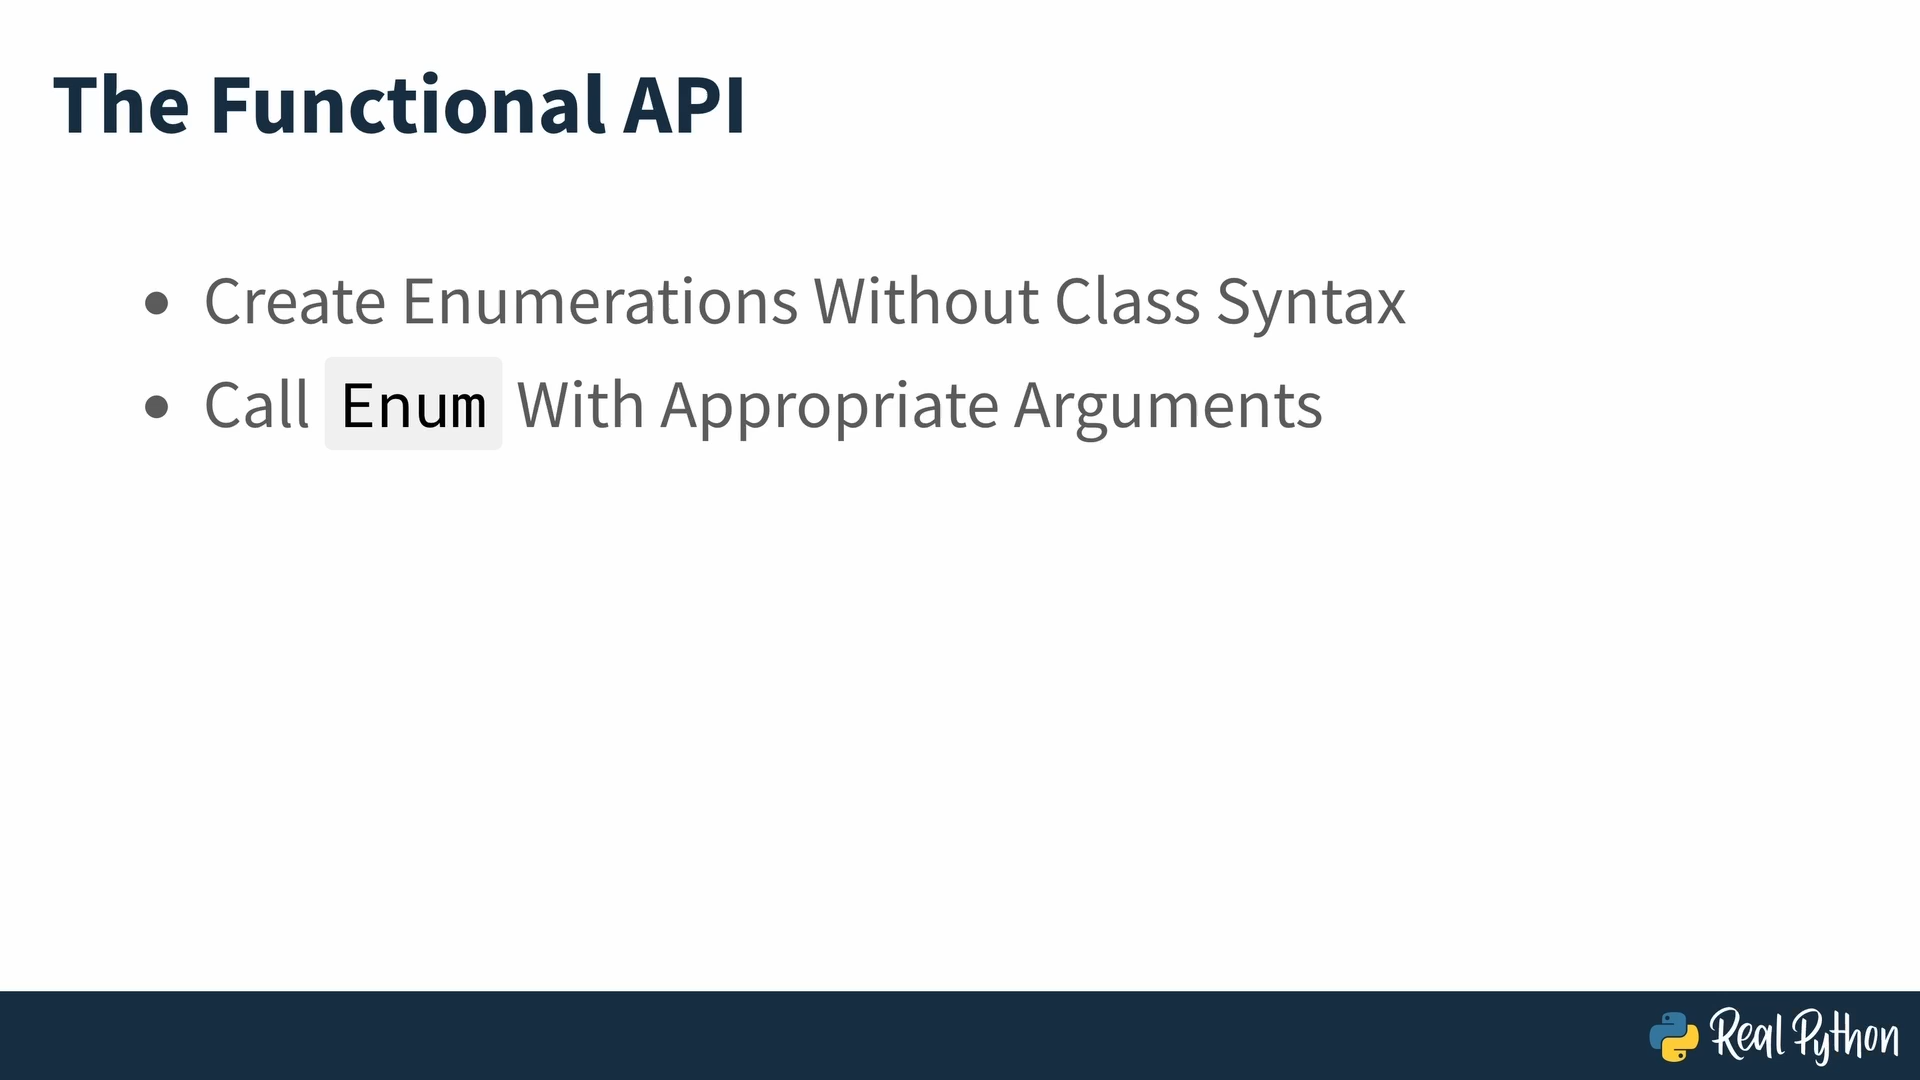 The Functional API
• Create Enumerations Without Class Syntax
• Call Enum With Appropriate Arguments
Real Python